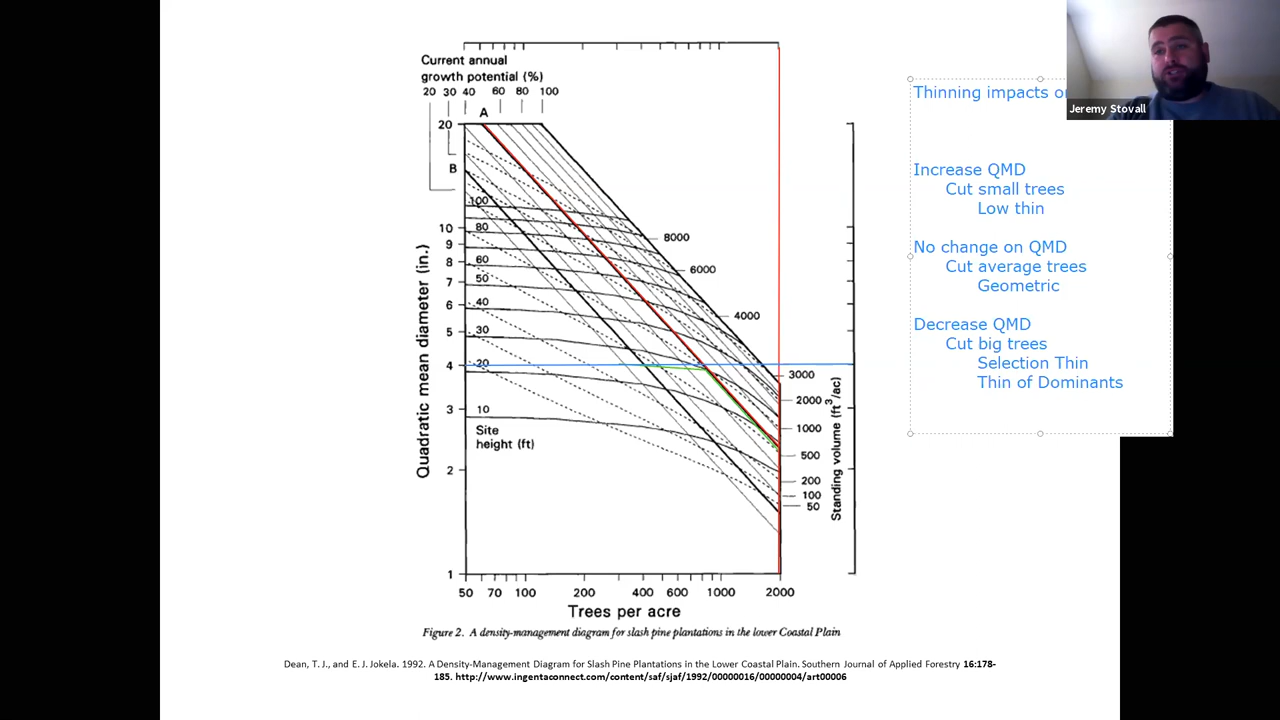 Current annual
growth potential (%)
20 30 40 60 80 100
A
B
20
10
9
8
7
6
5
4
3
2
1
Quadratic mean diameter (in.)
100
80
60
50
40
30
20
10
Site
height (ft)
8000
6000
4000
3000
2000
1000
500
200
100
50
Standing volume (ft³/ac)
50 70 100 200 400 600 1000 2000
Trees per acre
Figure 2. A density-management diagram for slash pine plantations in the lower Coastal Plain
Dean, T. J., and E. J. Jokela. 1992. A Density-Management Diagram for Slash Pine Plantations in the Lower Coastal Plain. Southern Journal of Applied Forestry 16:178-
185. http://www.ingentaconnect.com/content/saf/sjaf/1992/00000016/00000004/art00006
Thinning impacts
Increase QMD
Cut small trees
Low thin
No change on QMD
Cut average trees
Geometric
Decrease QMD
Cut big trees
Selection Thin
Thin of Dominants
Jeremy Stovall